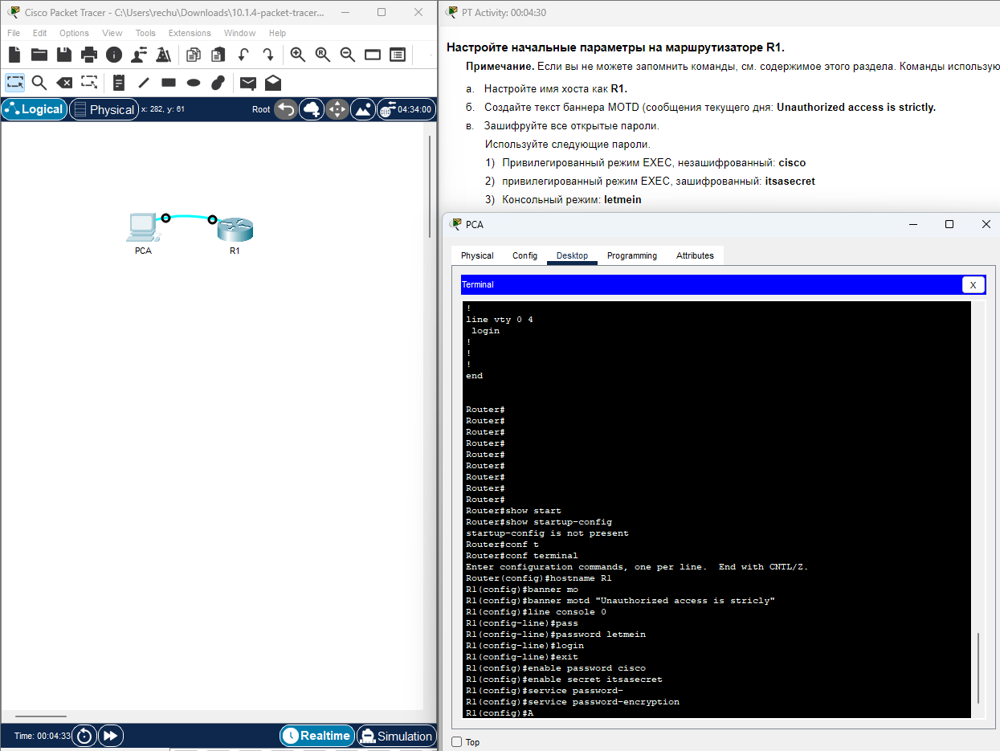 Cisco Packet Tracer - C:\Users\rechu\Downloads\10.1.4-packet-tracer...
File Edit Options View Tools Extensions Window Help
Logical Physical x: 282, y: 61 Root 04:34:00
PCA R1
Time: 00:04:33 Realtime Simulation
PT Activity: 00:04:30
Настройте начальные параметры на маршрутизаторе R1.
Примечание. Если вы не можете запомнить команды, см. содержимое этого раздела. Команды использую
а. Настройте имя хоста как R1.
б. Создайте текст баннера MOTD (сообщения текущего дня: Unauthorized access is strictly.
в. Зашифруйте все открытые пароли.
Используйте следующие пароли.
1) Привилегированный режим EXEC, незашифрованный: cisco
2) привилегированный режим EXEC, зашифрованный: itsasecret
3) Консольный режим: letmein
PCA
Physical Config Desktop Programming Attributes
Terminal X
!
line vty 0 4
login
!
!
!
end
Router#
Router#
Router#
Router#
Router#
Router#
Router#
Router#
Router#
Router#show start
Router#show startup-config
startup-config is not present
Router#conf t
Router#conf terminal
Enter configuration commands, one per line. End with CNTL/Z.
Router(config)#hostname R1
R1(config)#banner mo
R1(config)#banner motd "Unauthorized access is stricly"
R1(config)#line console 0
R1(config-line)#pass
R1(config-line)#password letmein
R1(config-line)#login
R1(config-line)#exit
R1(config)#enable password cisco
R1(config)#enable secret itsasecret
R1(config)#service password-
R1(config)#service password-encryption
R1(config)#A
Top